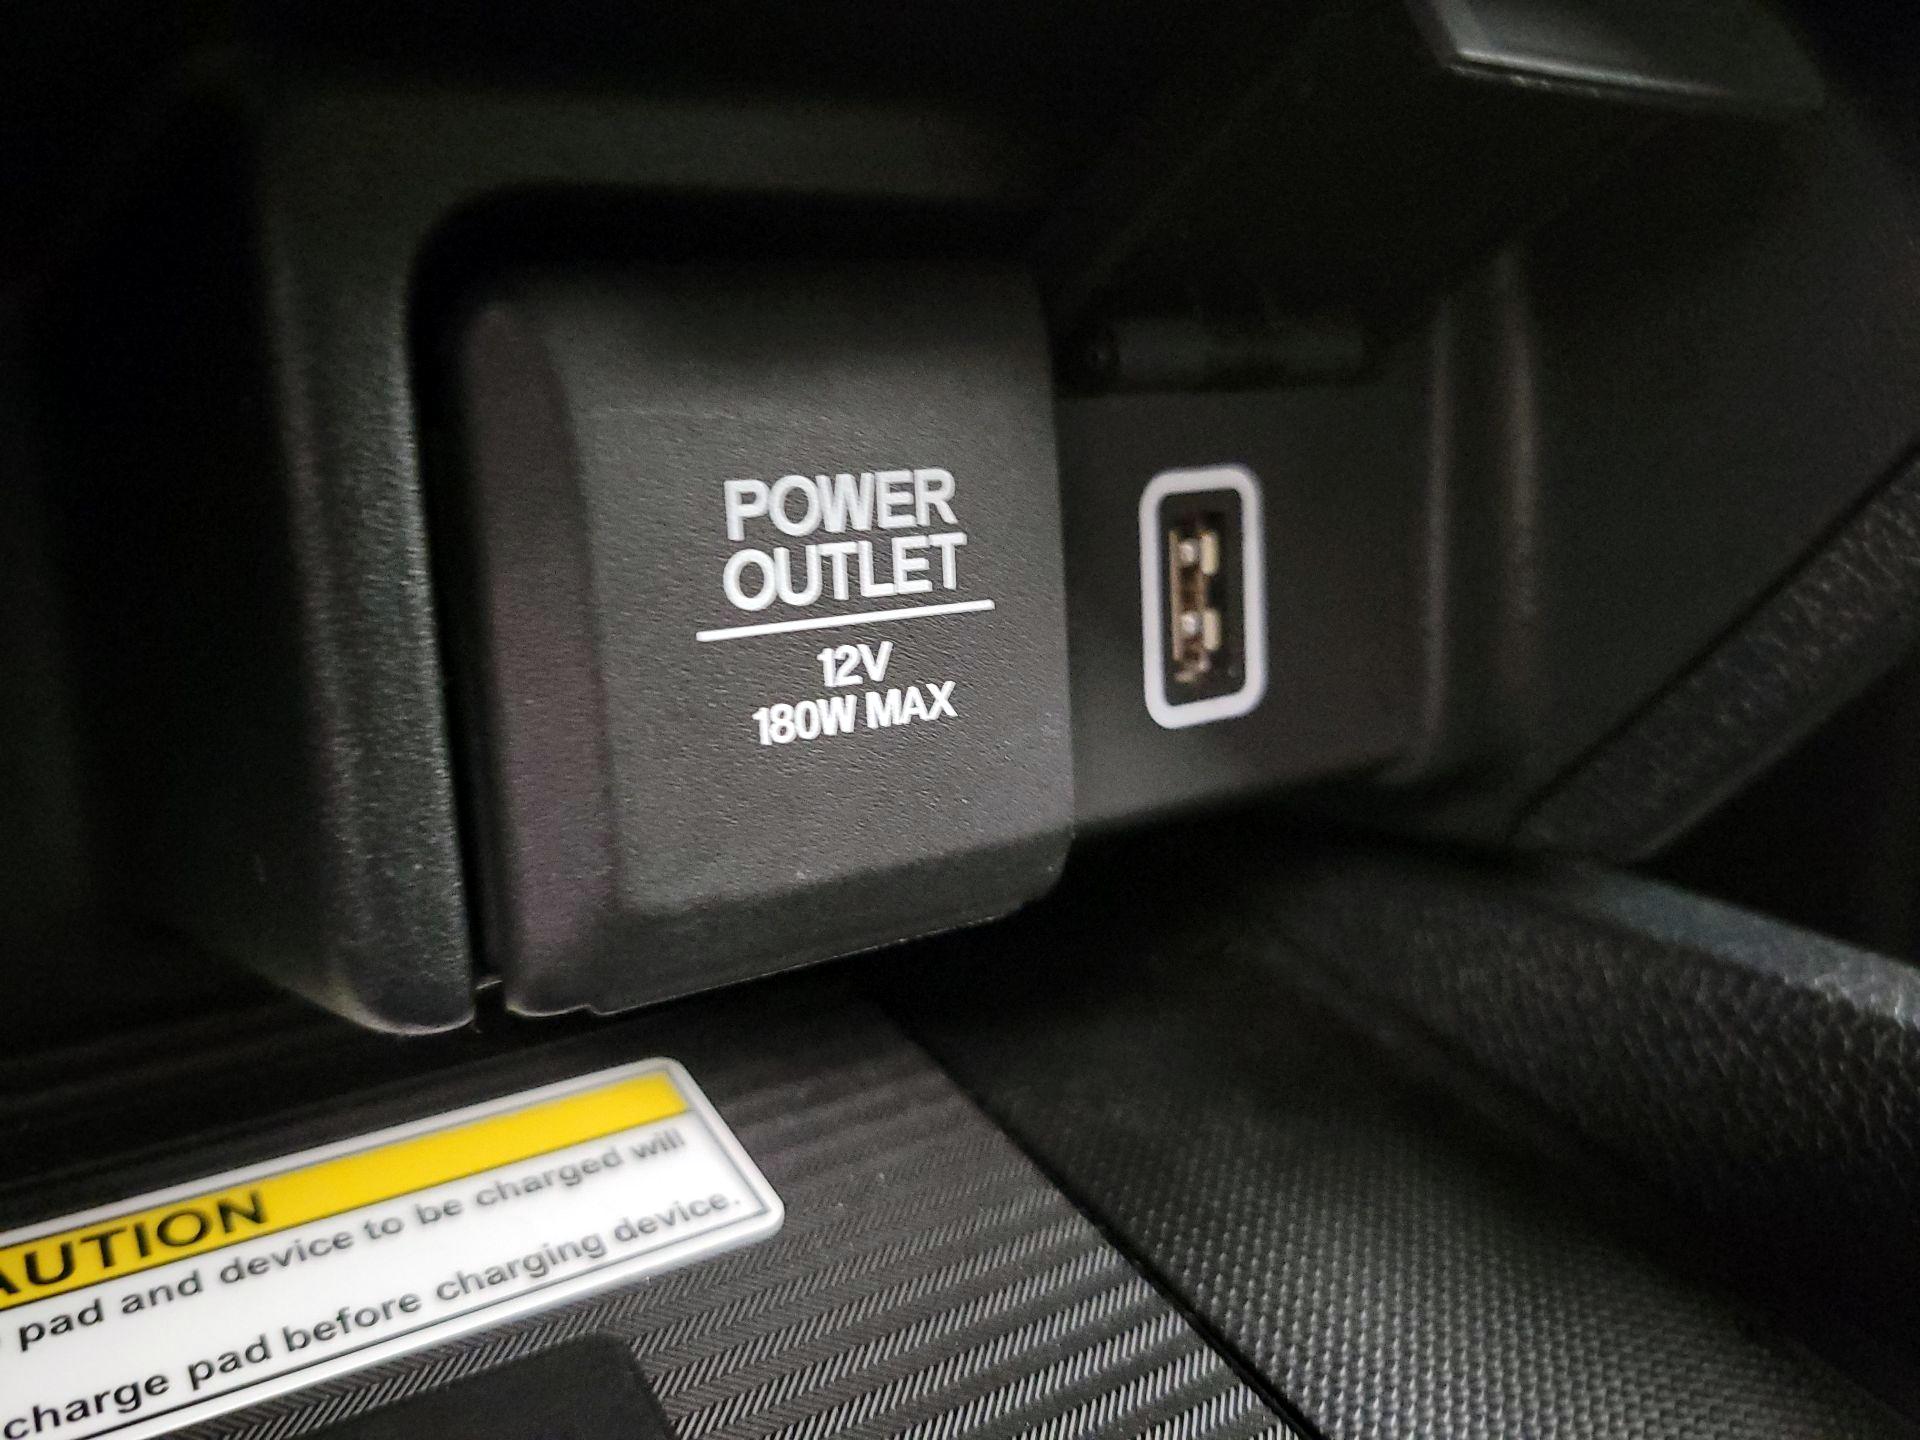 POWER
OUTLET
12V
180W MAX
AUTION
pad and device to be charged will
charge pad before charging device.